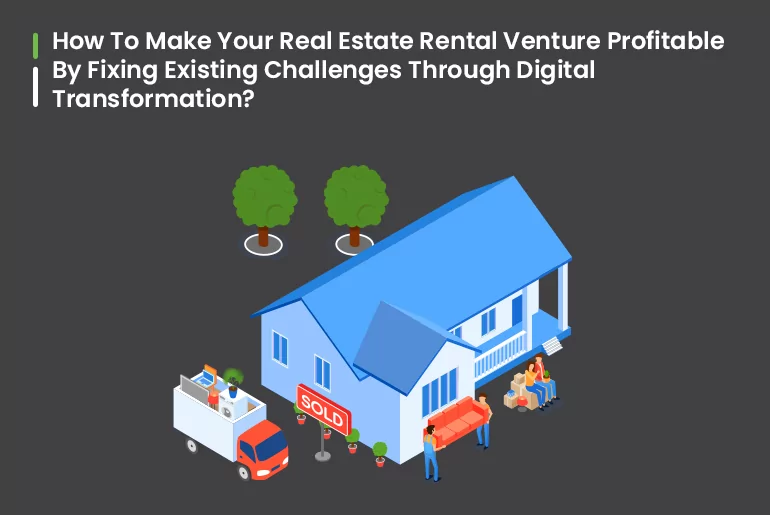 How To Make Your Real Estate Rental Venture Profitable
By Fixing Existing Challenges Through Digital
Transformation?
SOLD